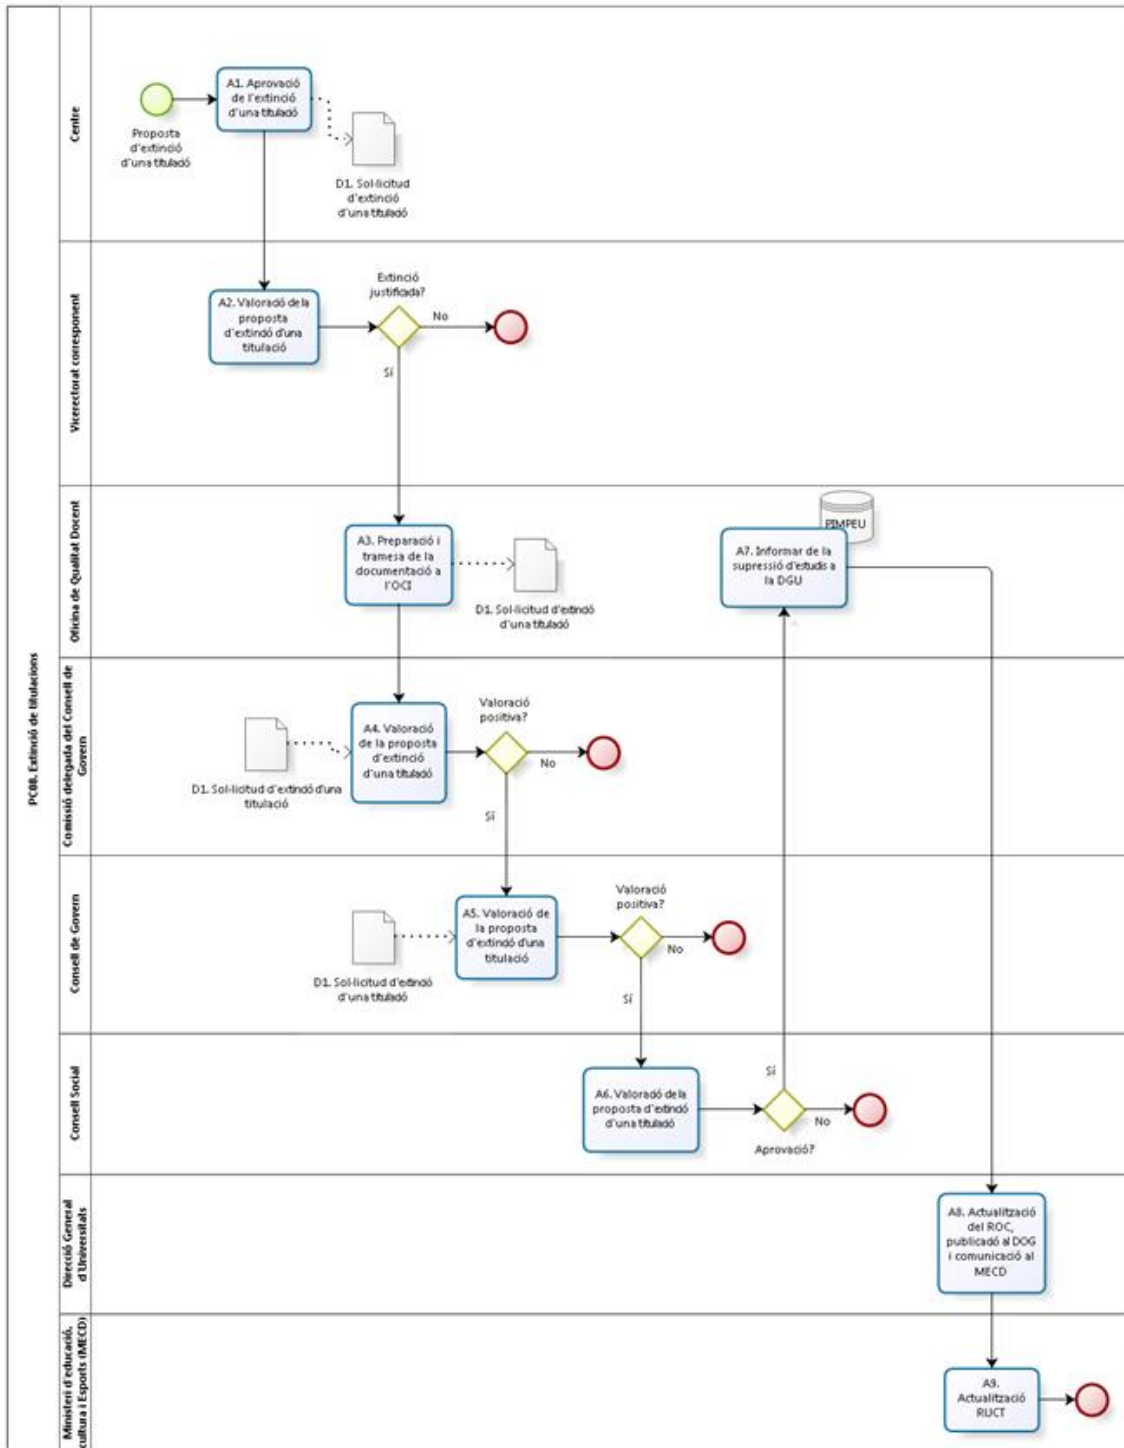 PC08. Extinció de titulacions
Centre
Proposta
d'extinció
d'una titulació
A1. Aprovació
de l'extinció
d'una titulació
D1. Sol·licitud
d'extinció
d'una titulació
Vicerectorat corresponent
A2. Valoració de la
proposta
d'extinció d'una
titulació
Extinció
justificada?
No
Sí
Oficina de Qualitat Docent
A3. Preparació i
tramesa de la
documentació a
l'OCI
D1. Sol·licitud d'extinció
d'una titulació
PIMPEU
A7. Informar de la
supressió d'estudis a
la DGU
Comissió delegada del Consell de
Govern
D1. Sol·licitud d'extinció d'una
titulació
A4. Valoració
de la proposta
d'extinció
d'una titulació
Valoració
positiva?
No
Sí
Consell de Govern
D1. Sol·licitud d'extinció
d'una titulació
A5. Valoració de
la proposta
d'extinció d'una
titulació
Valoració
positiva?
No
Sí
Consell Social
A6. Valoració de la
proposta d'extinció
d'una titulació
Sí
No
Aprovació?
Direcció General
d'Universitats
A8. Actualització
del ROC,
publicació al DOG
i comunicació al
MECD
Ministeri d'educació,
cultura i Esports (MECD)
A9.
Actualització
RUCT